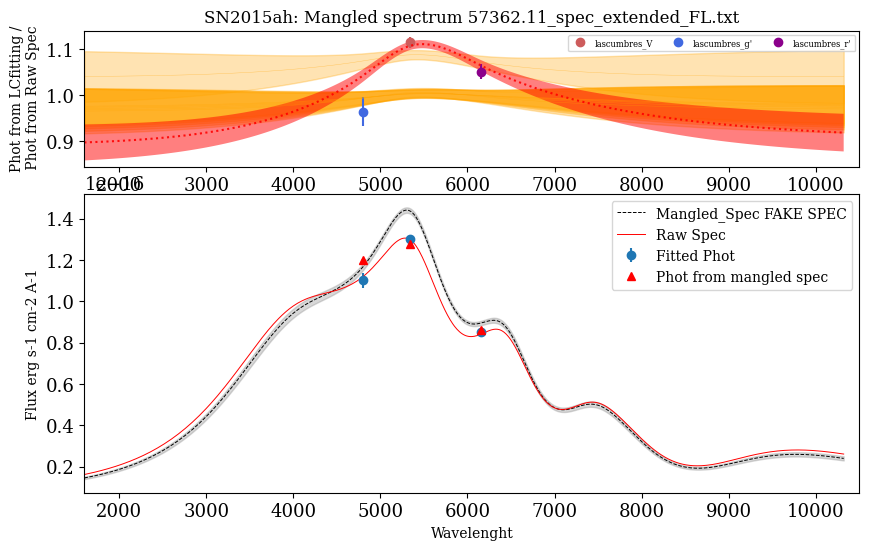 SN2015ah: Mangled spectrum 57362.11_spec_extended_FL.txt
Phot from LCfitting /
Phot from Raw Spec
1.1
1.0
0.9
lascumbres_V
lascumbres_g'
lascumbres_r'
2000 3000 4000 5000 6000 7000 8000 9000 10000
1e−16
Flux erg s-1 cm-2 A-1
1.4
1.2
1.0
0.8
0.6
0.4
0.2
Mangled_Spec FAKE SPEC
Raw Spec
Fitted Phot
Phot from mangled spec
2000 3000 4000 5000 6000 7000 8000 9000 10000
Wavelenght